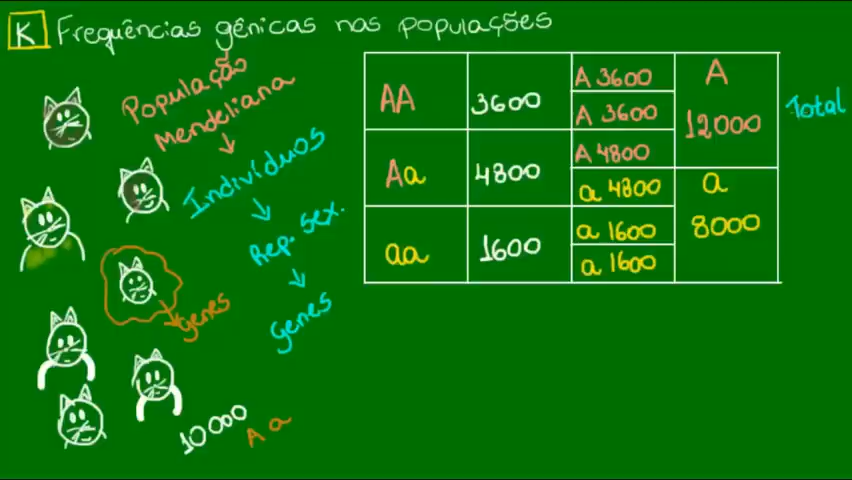 K Frequências gênicas nas populações
População
Mendeliana
Indivíduos
Rep. sex.
genes
genes
10000
A a
AA 3600 A 3600 A 3600
Aa 4800 A 4800 a 4800
aa 1600 a 1600 a 1600
A 12000
a 8000
Total